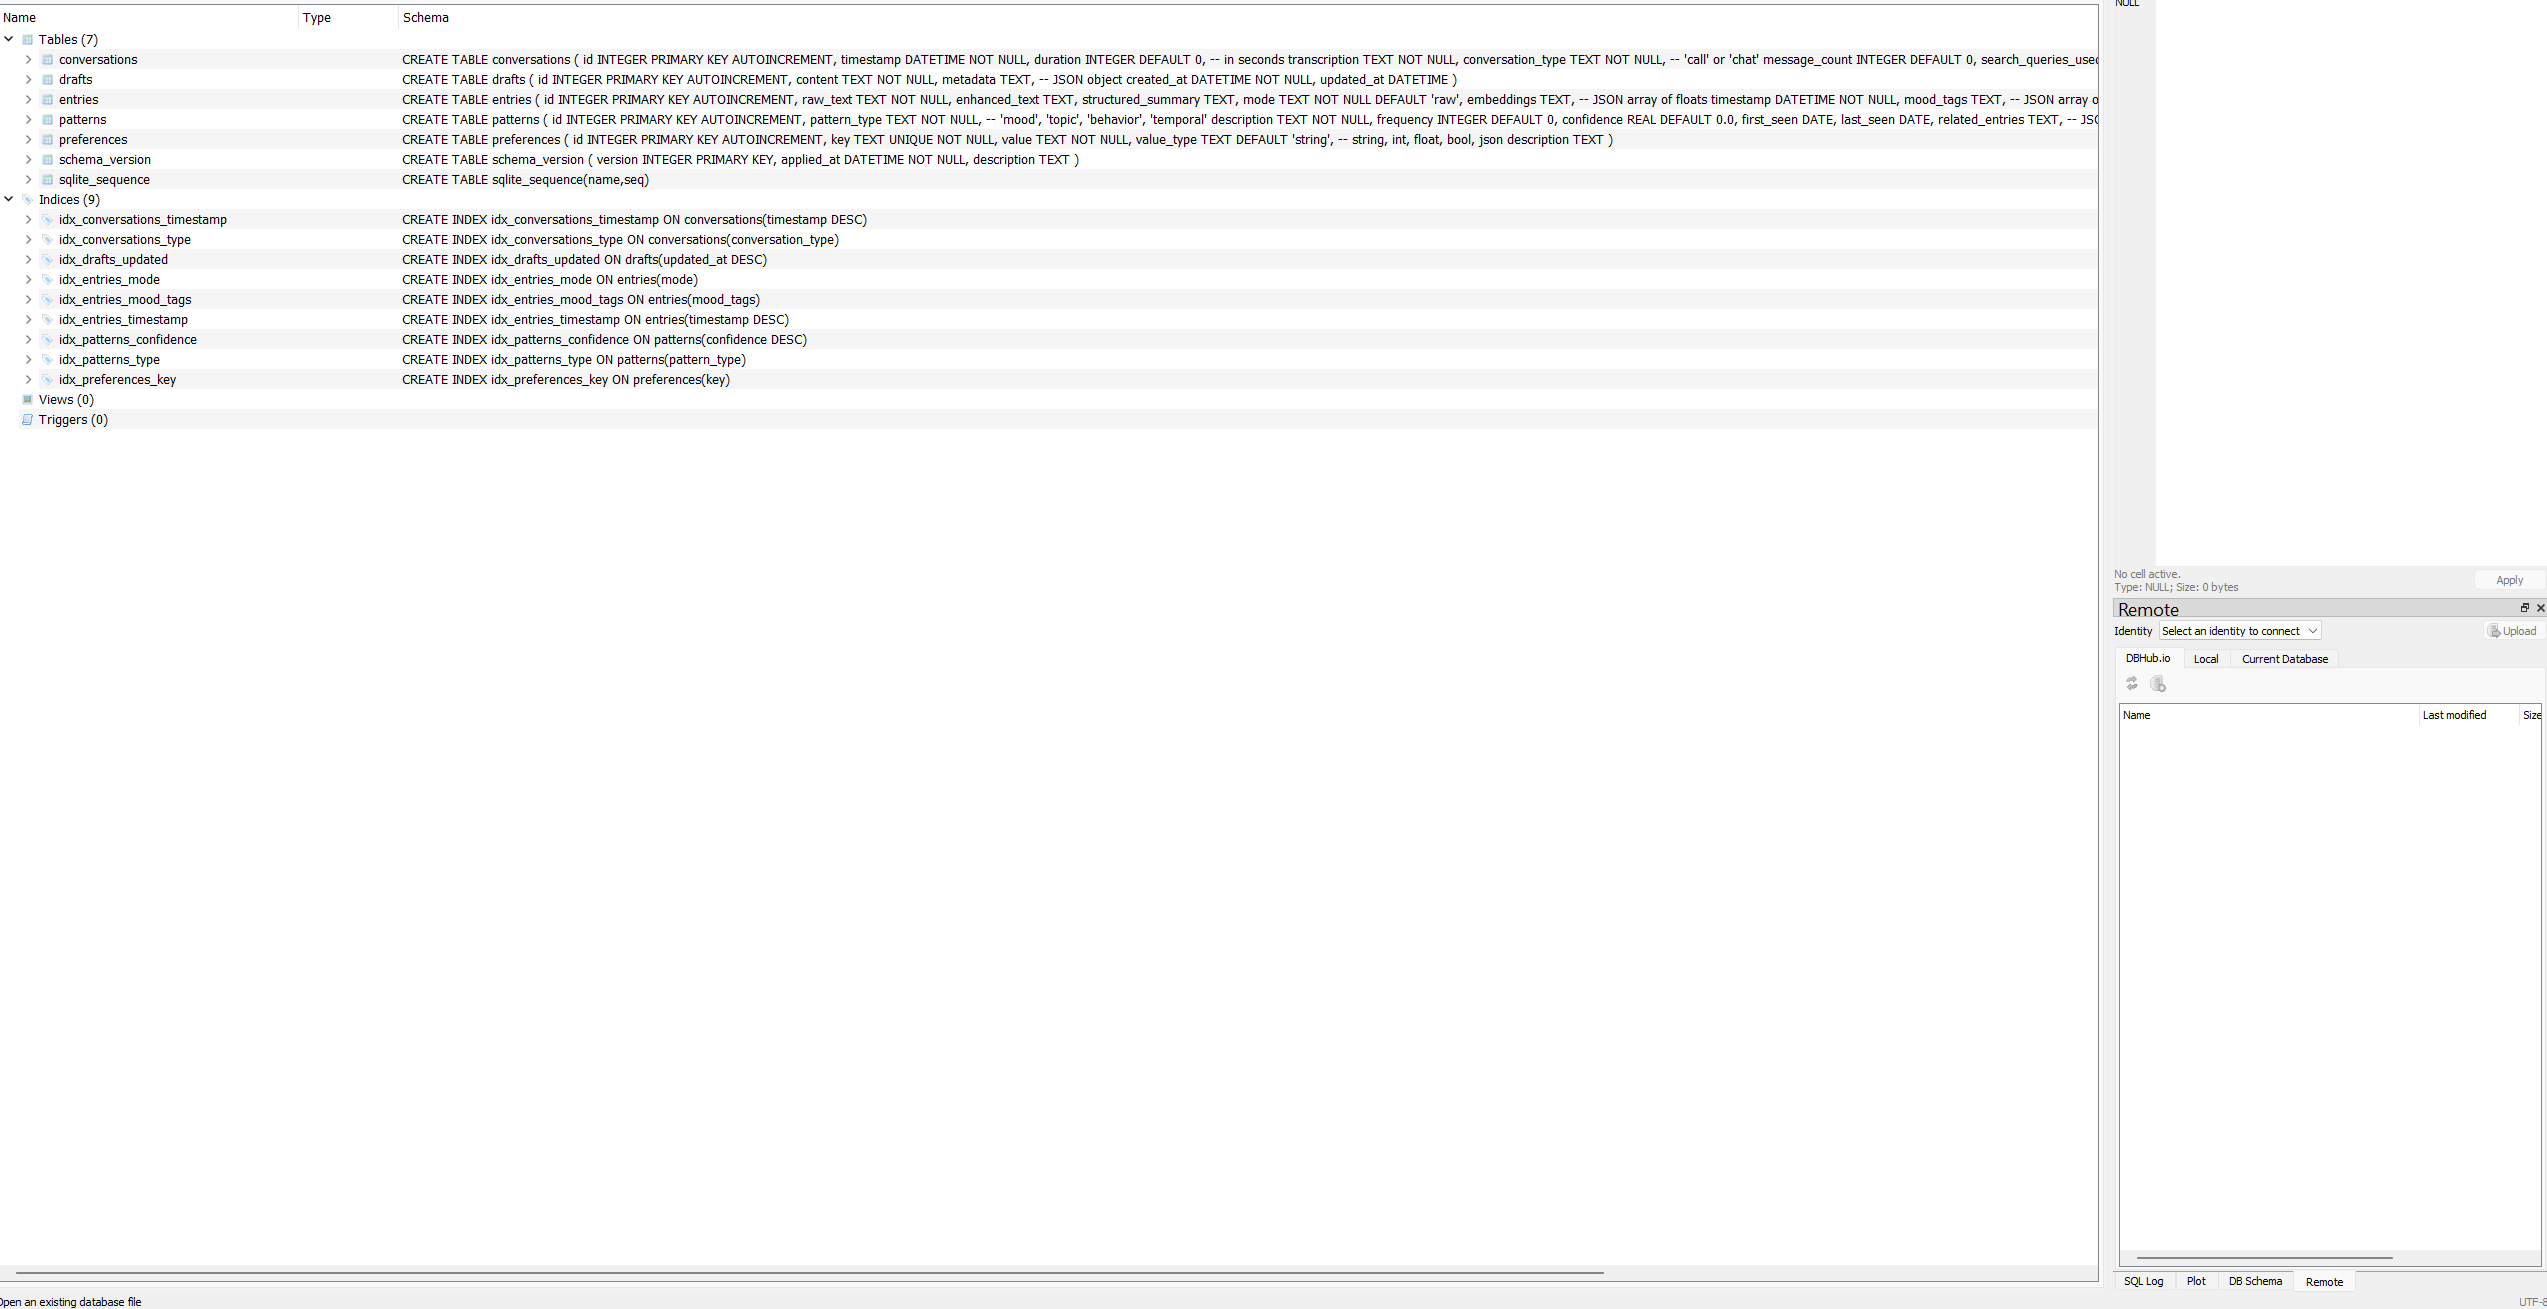 Name Type Schema
Tables (7)
conversations CREATE TABLE conversations ( id INTEGER PRIMARY KEY AUTOINCREMENT, timestamp DATETIME NOT NULL, duration INTEGER DEFAULT 0, -- in seconds transcription TEXT NOT NULL, conversation_type TEXT NOT NULL, -- 'call' or 'chat' message_count INTEGER DEFAULT 0, search_queries_used
drafts CREATE TABLE drafts ( id INTEGER PRIMARY KEY AUTOINCREMENT, content TEXT NOT NULL, metadata TEXT, -- JSON object created_at DATETIME NOT NULL, updated_at DATETIME )
entries CREATE TABLE entries ( id INTEGER PRIMARY KEY AUTOINCREMENT, raw_text TEXT NOT NULL, enhanced_text TEXT, structured_summary TEXT, mode TEXT NOT NULL DEFAULT 'raw', embeddings TEXT, -- JSON array of floats timestamp DATETIME NOT NULL, mood_tags TEXT, -- JSON array o
patterns CREATE TABLE patterns ( id INTEGER PRIMARY KEY AUTOINCREMENT, pattern_type TEXT NOT NULL, -- 'mood', 'topic', 'behavior', 'temporal' description TEXT NOT NULL, frequency INTEGER DEFAULT 0, confidence REAL DEFAULT 0.0, first_seen DATE, last_seen DATE, related_entries TEXT, -- JSO
preferences CREATE TABLE preferences ( id INTEGER PRIMARY KEY AUTOINCREMENT, key TEXT UNIQUE NOT NULL, value TEXT NOT NULL, value_type TEXT DEFAULT 'string', -- string, int, float, bool, json description TEXT )
schema_version CREATE TABLE schema_version ( version INTEGER PRIMARY KEY, applied_at DATETIME NOT NULL, description TEXT )
sqlite_sequence CREATE TABLE sqlite_sequence(name,seq)
Indices (9)
idx_conversations_timestamp CREATE INDEX idx_conversations_timestamp ON conversations(timestamp DESC)
idx_conversations_type CREATE INDEX idx_conversations_type ON conversations(conversation_type)
idx_drafts_updated CREATE INDEX idx_drafts_updated ON drafts(updated_at DESC)
idx_entries_mode CREATE INDEX idx_entries_mode ON entries(mode)
idx_entries_mood_tags CREATE INDEX idx_entries_mood_tags ON entries(mood_tags)
idx_entries_timestamp CREATE INDEX idx_entries_timestamp ON entries(timestamp DESC)
idx_patterns_confidence CREATE INDEX idx_patterns_confidence ON patterns(confidence DESC)
idx_patterns_type CREATE INDEX idx_patterns_type ON patterns(pattern_type)
idx_preferences_key CREATE INDEX idx_preferences_key ON preferences(key)
Views (0)
Triggers (0)
NULL
No cell active.
Type: NULL; Size: 0 bytes
Apply
Remote
Identity Select an identity to connect Upload
DBHub.io Local Current Database
Name Last modified Size
SQL Log Plot DB Schema Remote
Open an existing database file
UTF-8